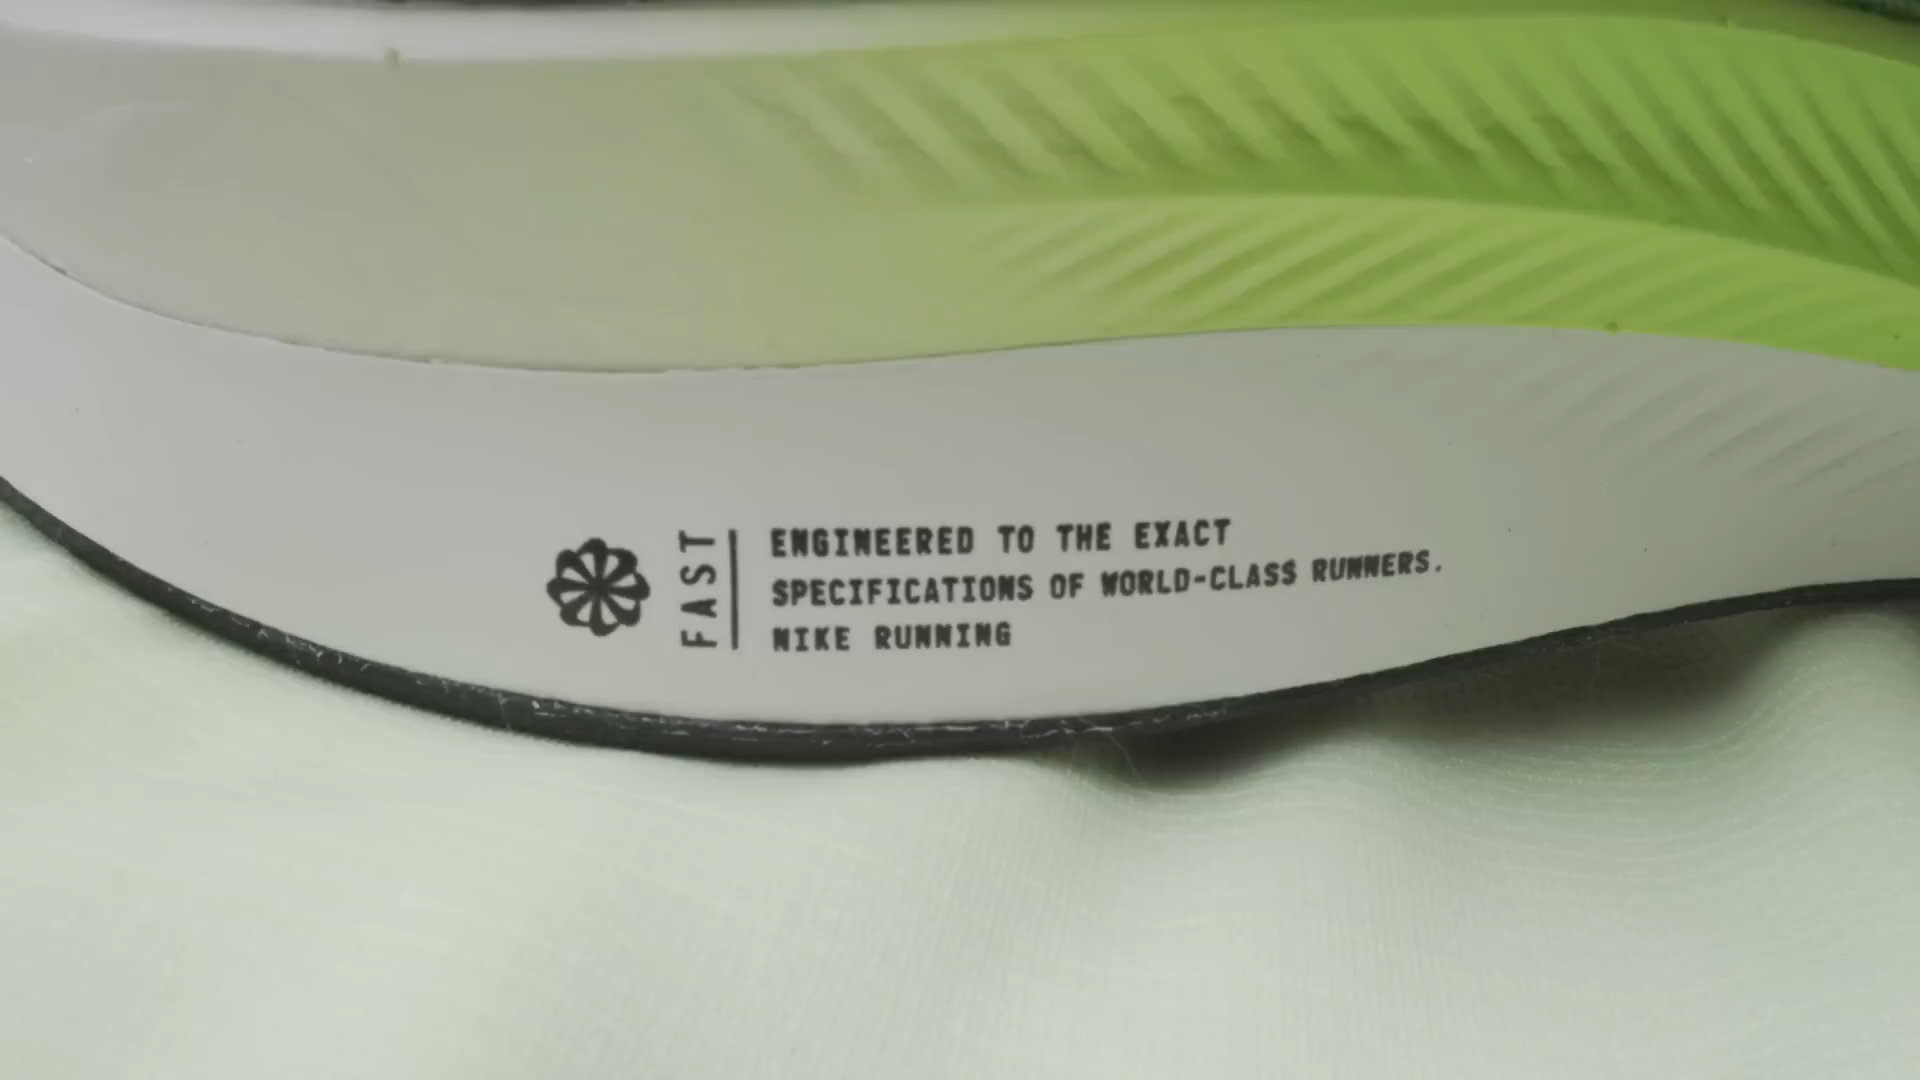 FAST
ENGINEERED TO THE EXACT
SPECIFICATIONS OF WORLD-CLASS RUNNERS.
NIKE RUNNING